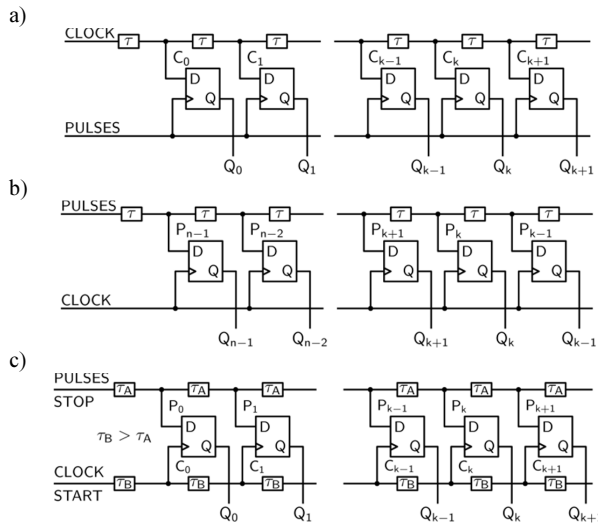 a)
CLOCK τ τ τ τ τ τ
C0 C1 Ck−1 Ck Ck+1
D D D D D
Q Q Q Q Q
PULSES
Q0 Q1 Qk−1 Qk Qk+1
b)
PULSES τ τ τ τ τ τ
Pn−1 Pn−2 Pk+1 Pk Pk−1
D D D D D
Q Q Q Q Q
CLOCK
Qn−1 Qn−2 Qk+1 Qk Qk−1
c)
PULSES
τA τA τA τA τA τA
STOP
P0 P1 Pk−1 Pk Pk+1
D D D D D
τB > τA
Q Q Q Q Q
CLOCK C0 C1 Ck−1 Ck Ck+1
τB τB τB τB τB τB
START
Q0 Q1 Qk−1 Qk Qk+